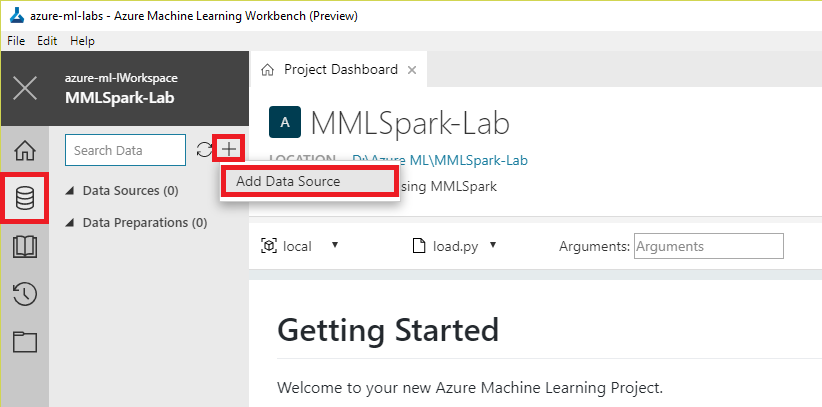 azure-ml-labs - Azure Machine Learning Workbench (Preview)
File Edit Help
azure-ml-lWorkspace
MMLSpark-Lab
Project Dashboard
A MMLSpark-Lab
Search Data
LOCATION D:\Azure ML\MMLSpark-Lab
Add Data Source
using MMLSpark
Data Sources (0)
Data Preparations (0)
local load.py Arguments: Arguments
Getting Started
Welcome to your new Azure Machine Learning Project.